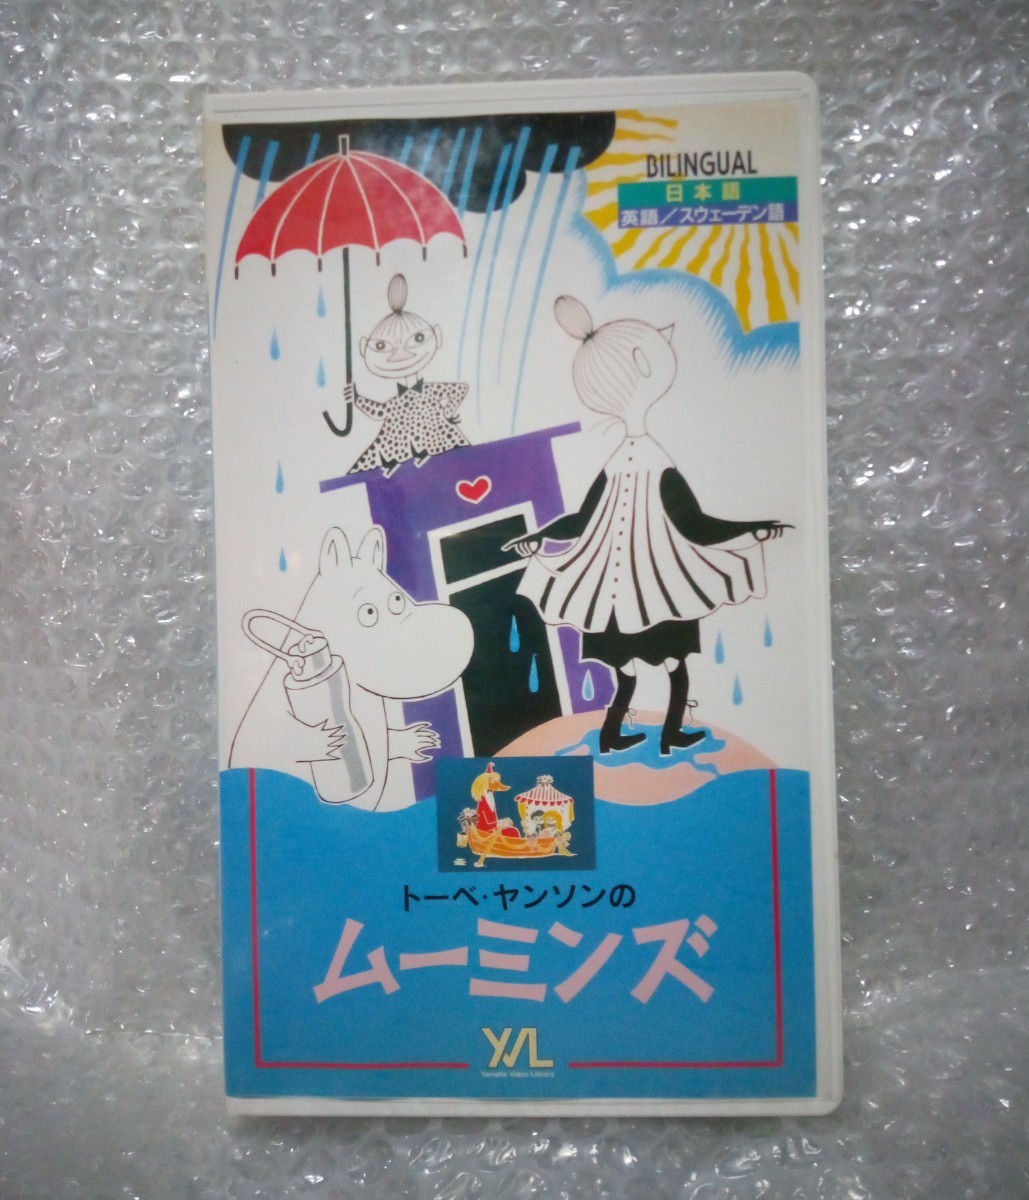 BILINGUAL
日本語
英語/スウェーデン語
トーベ・ヤンソンの
ムーミンズ
YVL
Yamaha Video Library